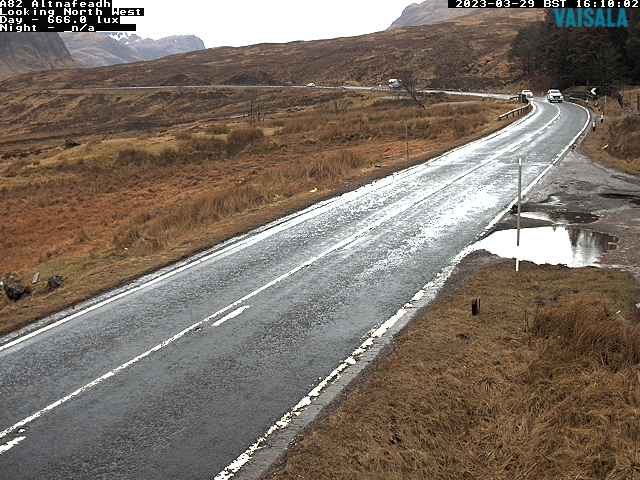 A82 Altnafeadh
2023-03-29 BST 16:10:02
Looking North West
VAISALA
Day - 666.0 lux
Night - n/a